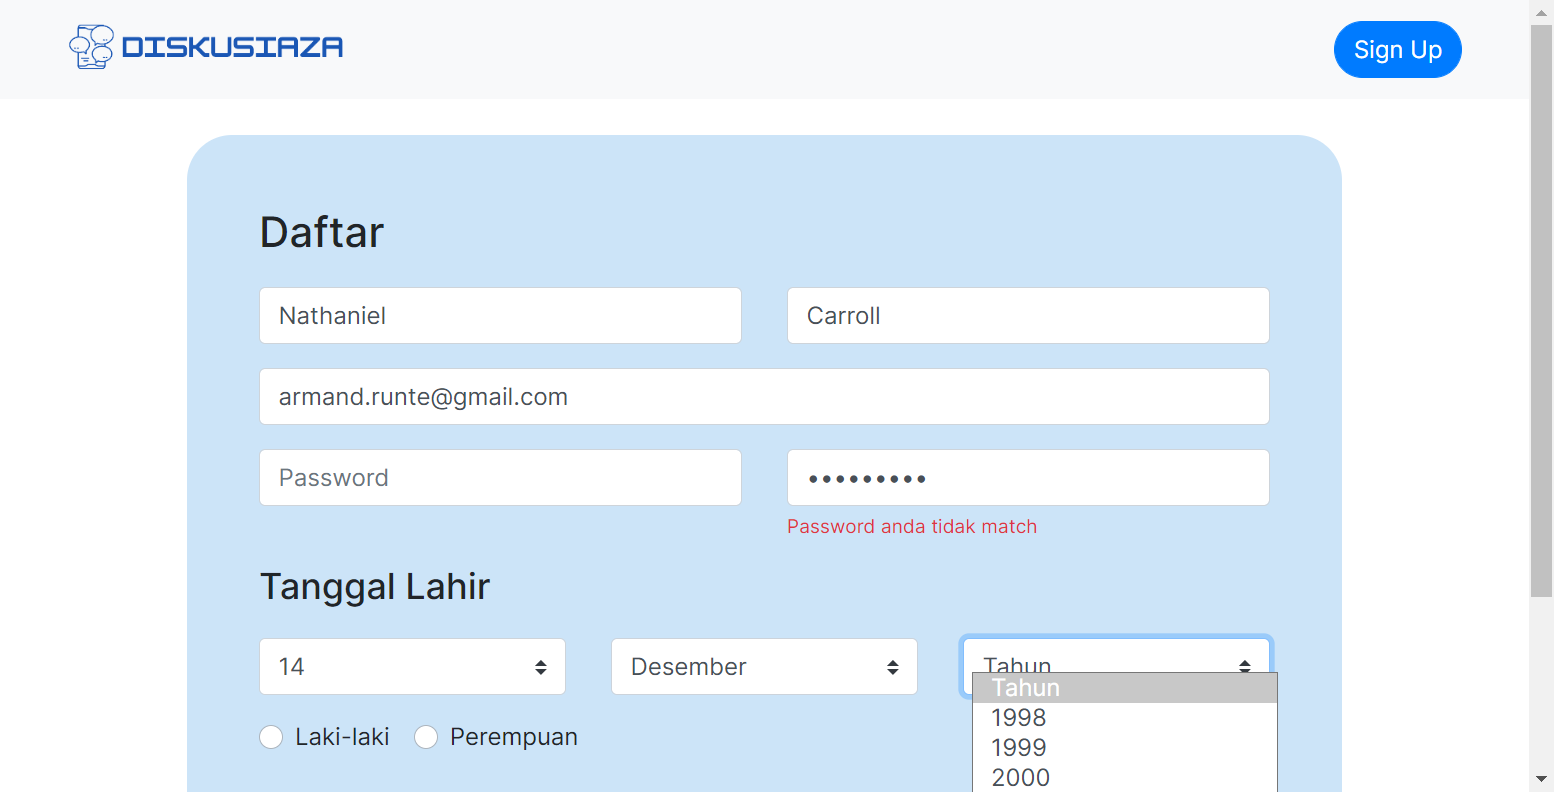 DISKUSIAZA
Sign Up
Daftar
Nathaniel
Carroll
armand.runte@gmail.com
Password
•••••••••
Password anda tidak match
Tanggal Lahir
14
Desember
Tahun
Tahun
1998
1999
2000
Laki-laki
Perempuan